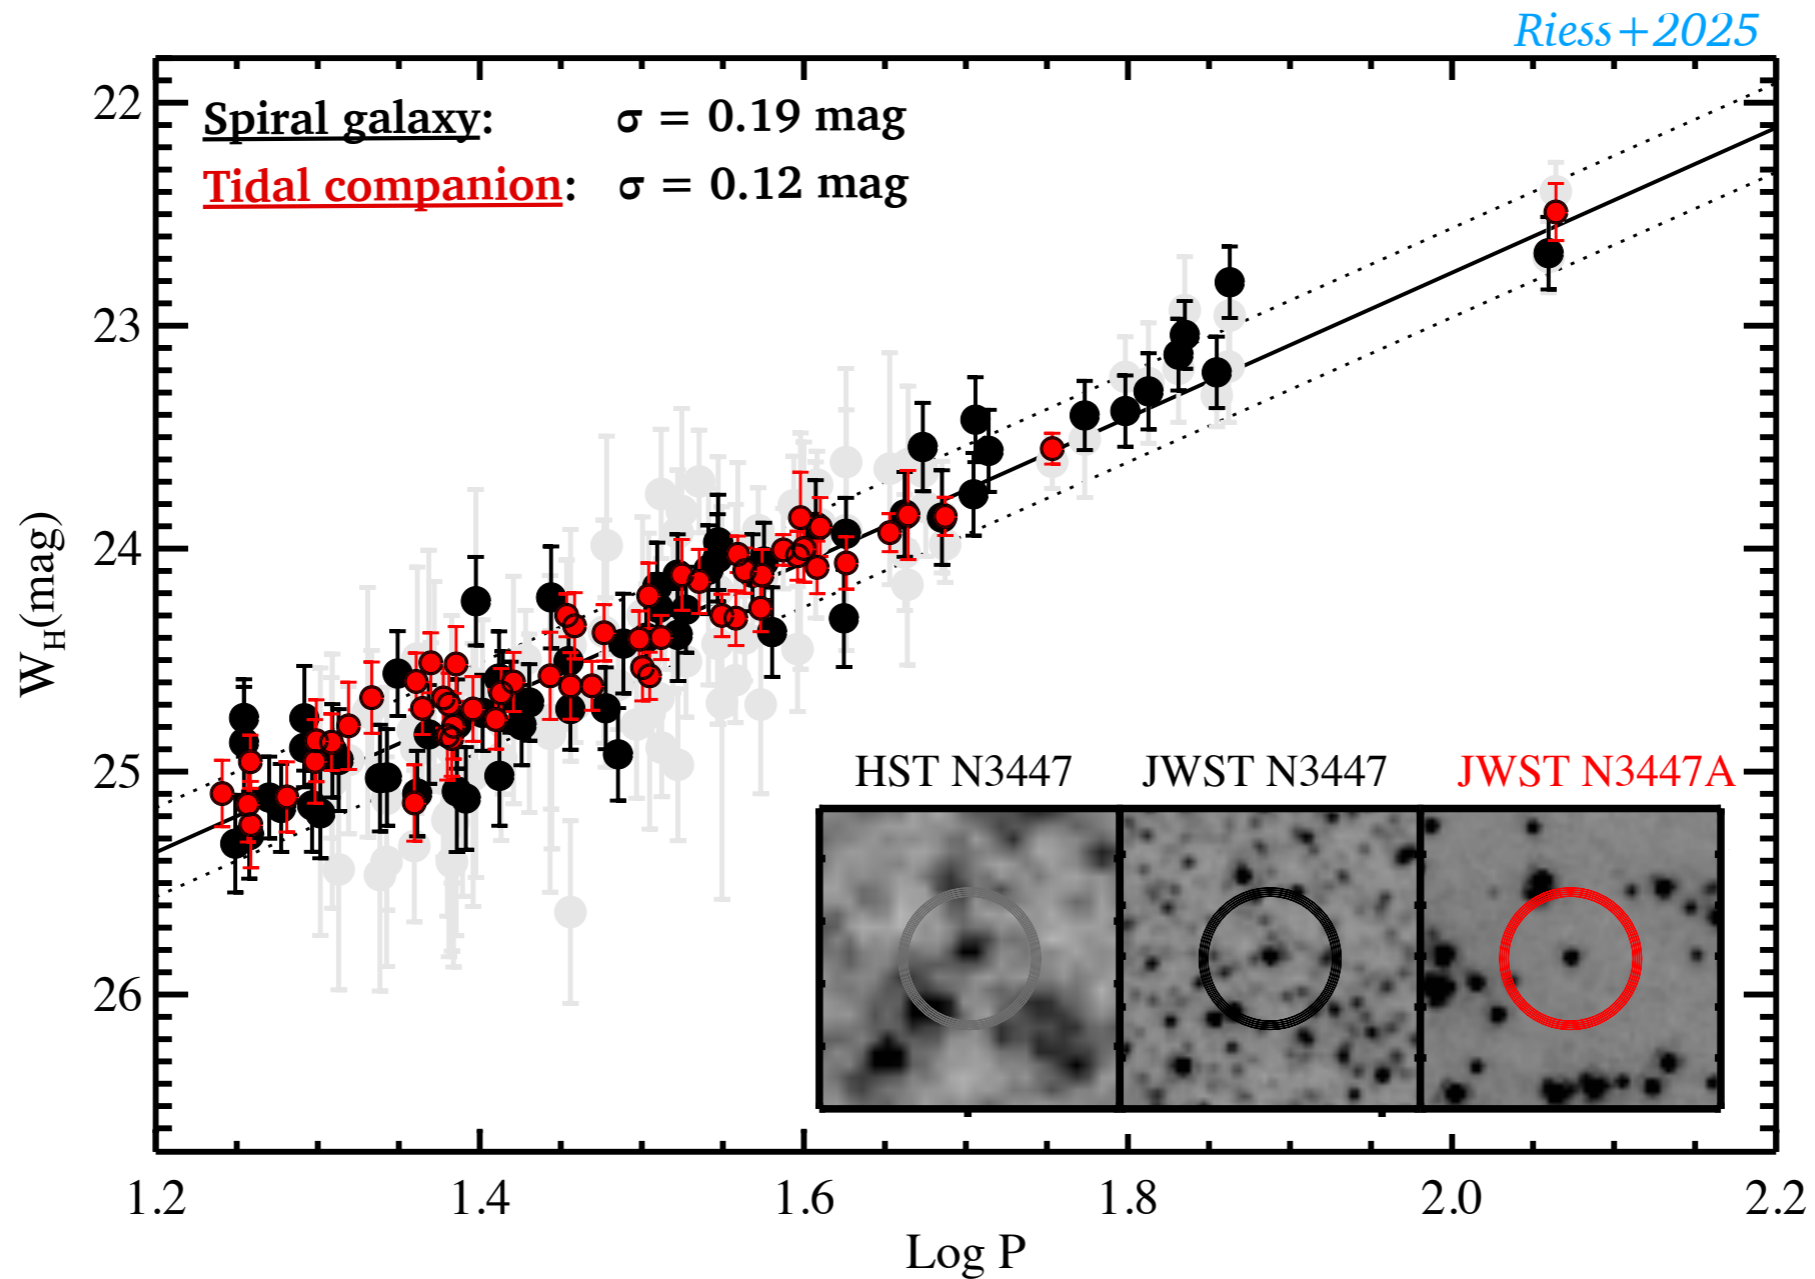 Riess+2025
Spiral galaxy: σ = 0.19 mag
Tidal companion: σ = 0.12 mag
22
23
24
25
26
W_H(mag)
HST N3447 JWST N3447 JWST N3447A
1.2 1.4 1.6 1.8 2.0 2.2
Log P